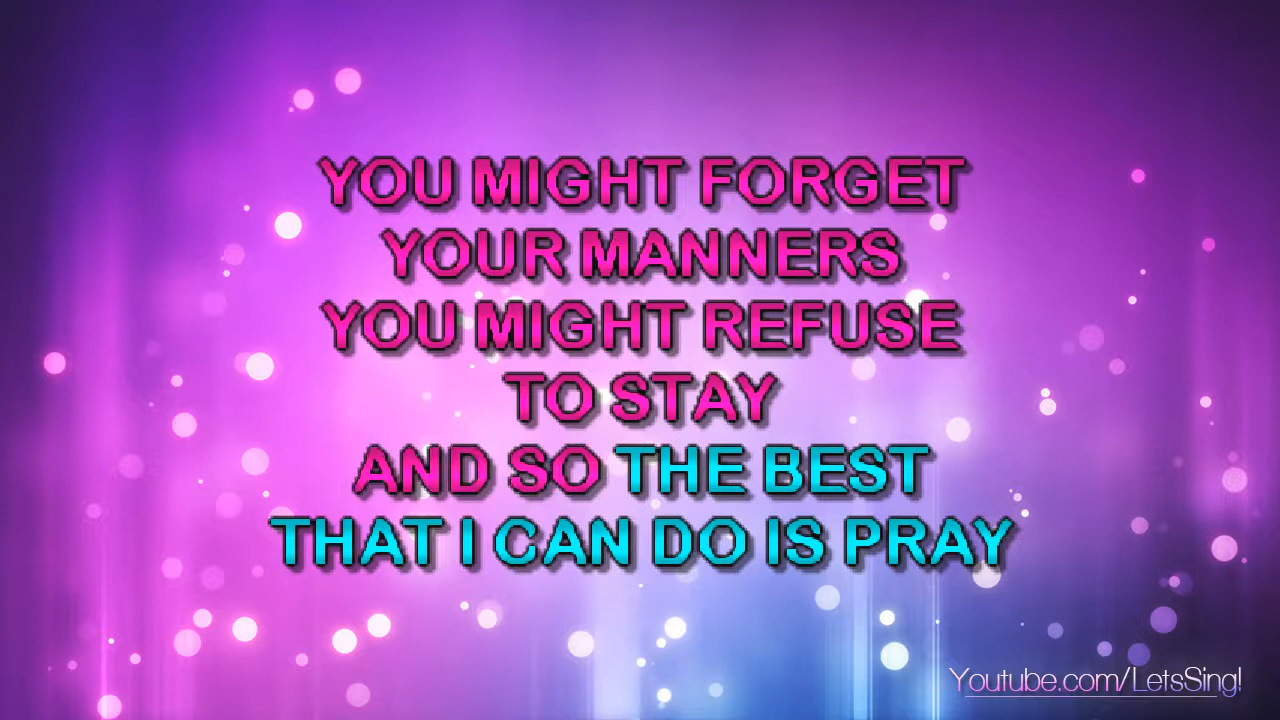 YOU MIGHT FORGET
YOUR MANNERS
YOU MIGHT REFUSE
TO STAY
AND SO THE BEST
THAT I CAN DO IS PRAY
Youtube.com/LetsSing!